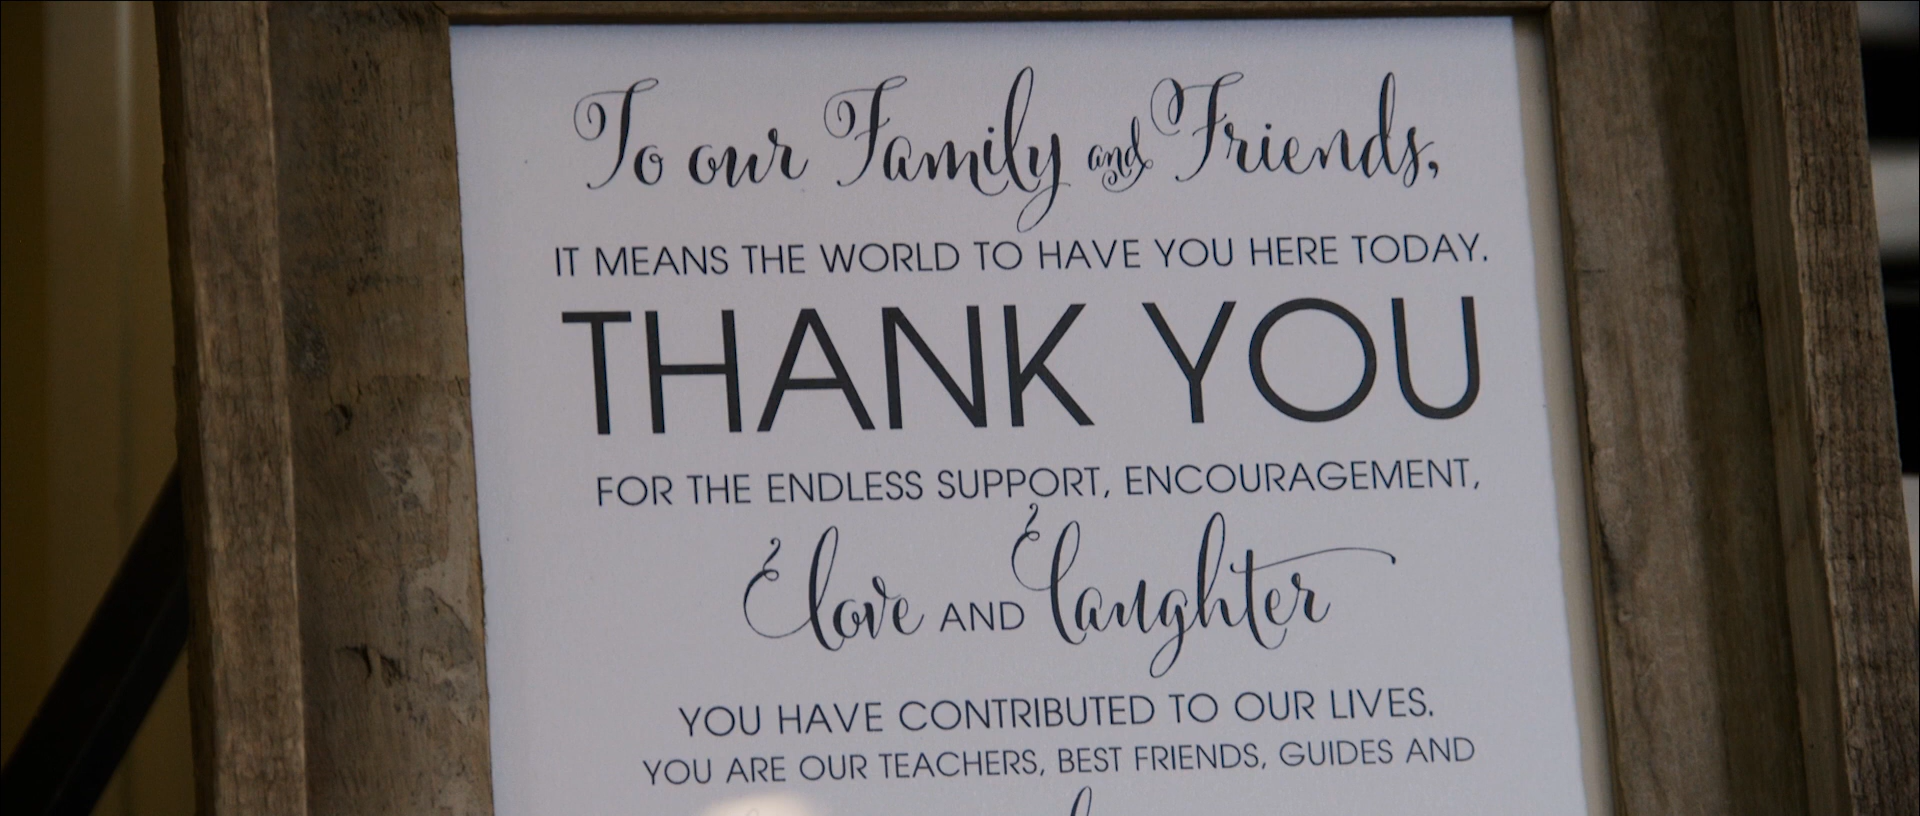 To our Family and Friends,
IT MEANS THE WORLD TO HAVE YOU HERE TODAY.
THANK YOU
FOR THE ENDLESS SUPPORT, ENCOURAGEMENT,
love AND laughter
YOU HAVE CONTRIBUTED TO OUR LIVES.
YOU ARE OUR TEACHERS, BEST FRIENDS, GUIDES AND